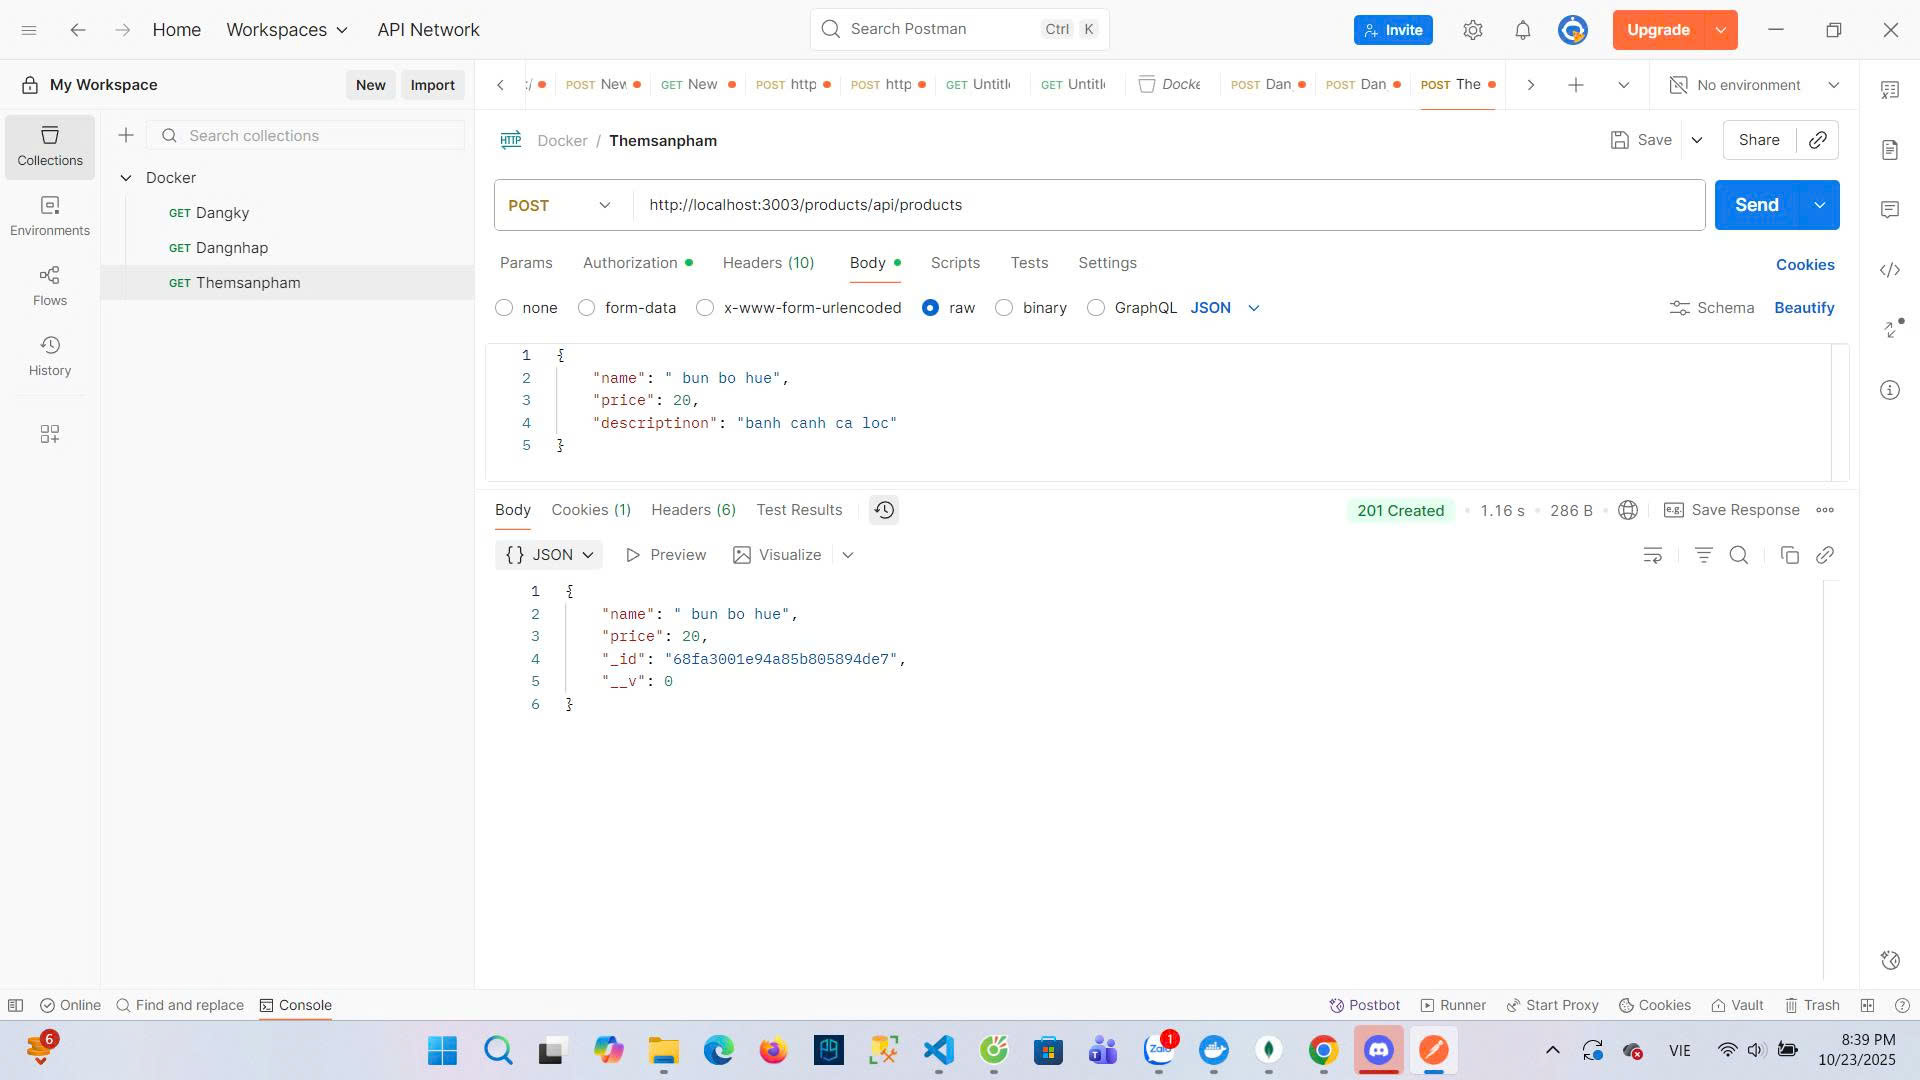 Home
Workspaces
API Network
Search Postman
Ctrl K
Invite
Upgrade
My Workspace
New
Import
POST New
GET New
POST http
POST http
GET Untitl
GET Untitl
Docke
POST Dan
POST Dan
POST The
No environment
Collections
Environments
Flows
History
Search collections
Docker
GET Dangky
GET Dangnhap
GET Themsanpham
HTTP Docker / Themsanpham
Save
Share
POST
http://localhost:3003/products/api/products
Send
Params
Authorization
Headers (10)
Body
Scripts
Tests
Settings
Cookies
none
form-data
x-www-form-urlencoded
raw
binary
GraphQL
JSON
Schema
Beautify
1 {
2 "name": " bun bo hue",
3 "price": 20,
4 "descriptinon": "banh canh ca loc"
5 }
Body
Cookies (1)
Headers (6)
Test Results
201 Created
1.16 s
286 B
e.g. Save Response
{} JSON
Preview
Visualize
1 {
2 "name": " bun bo hue",
3 "price": 20,
4 "_id": "68fa3001e94a85b805894de7",
5 "__v": 0
6 }
Online
Find and replace
Console
Postbot
Runner
Start Proxy
Cookies
Vault
Trash
6
Zalo
1
VIE
8:39 PM
10/23/2025